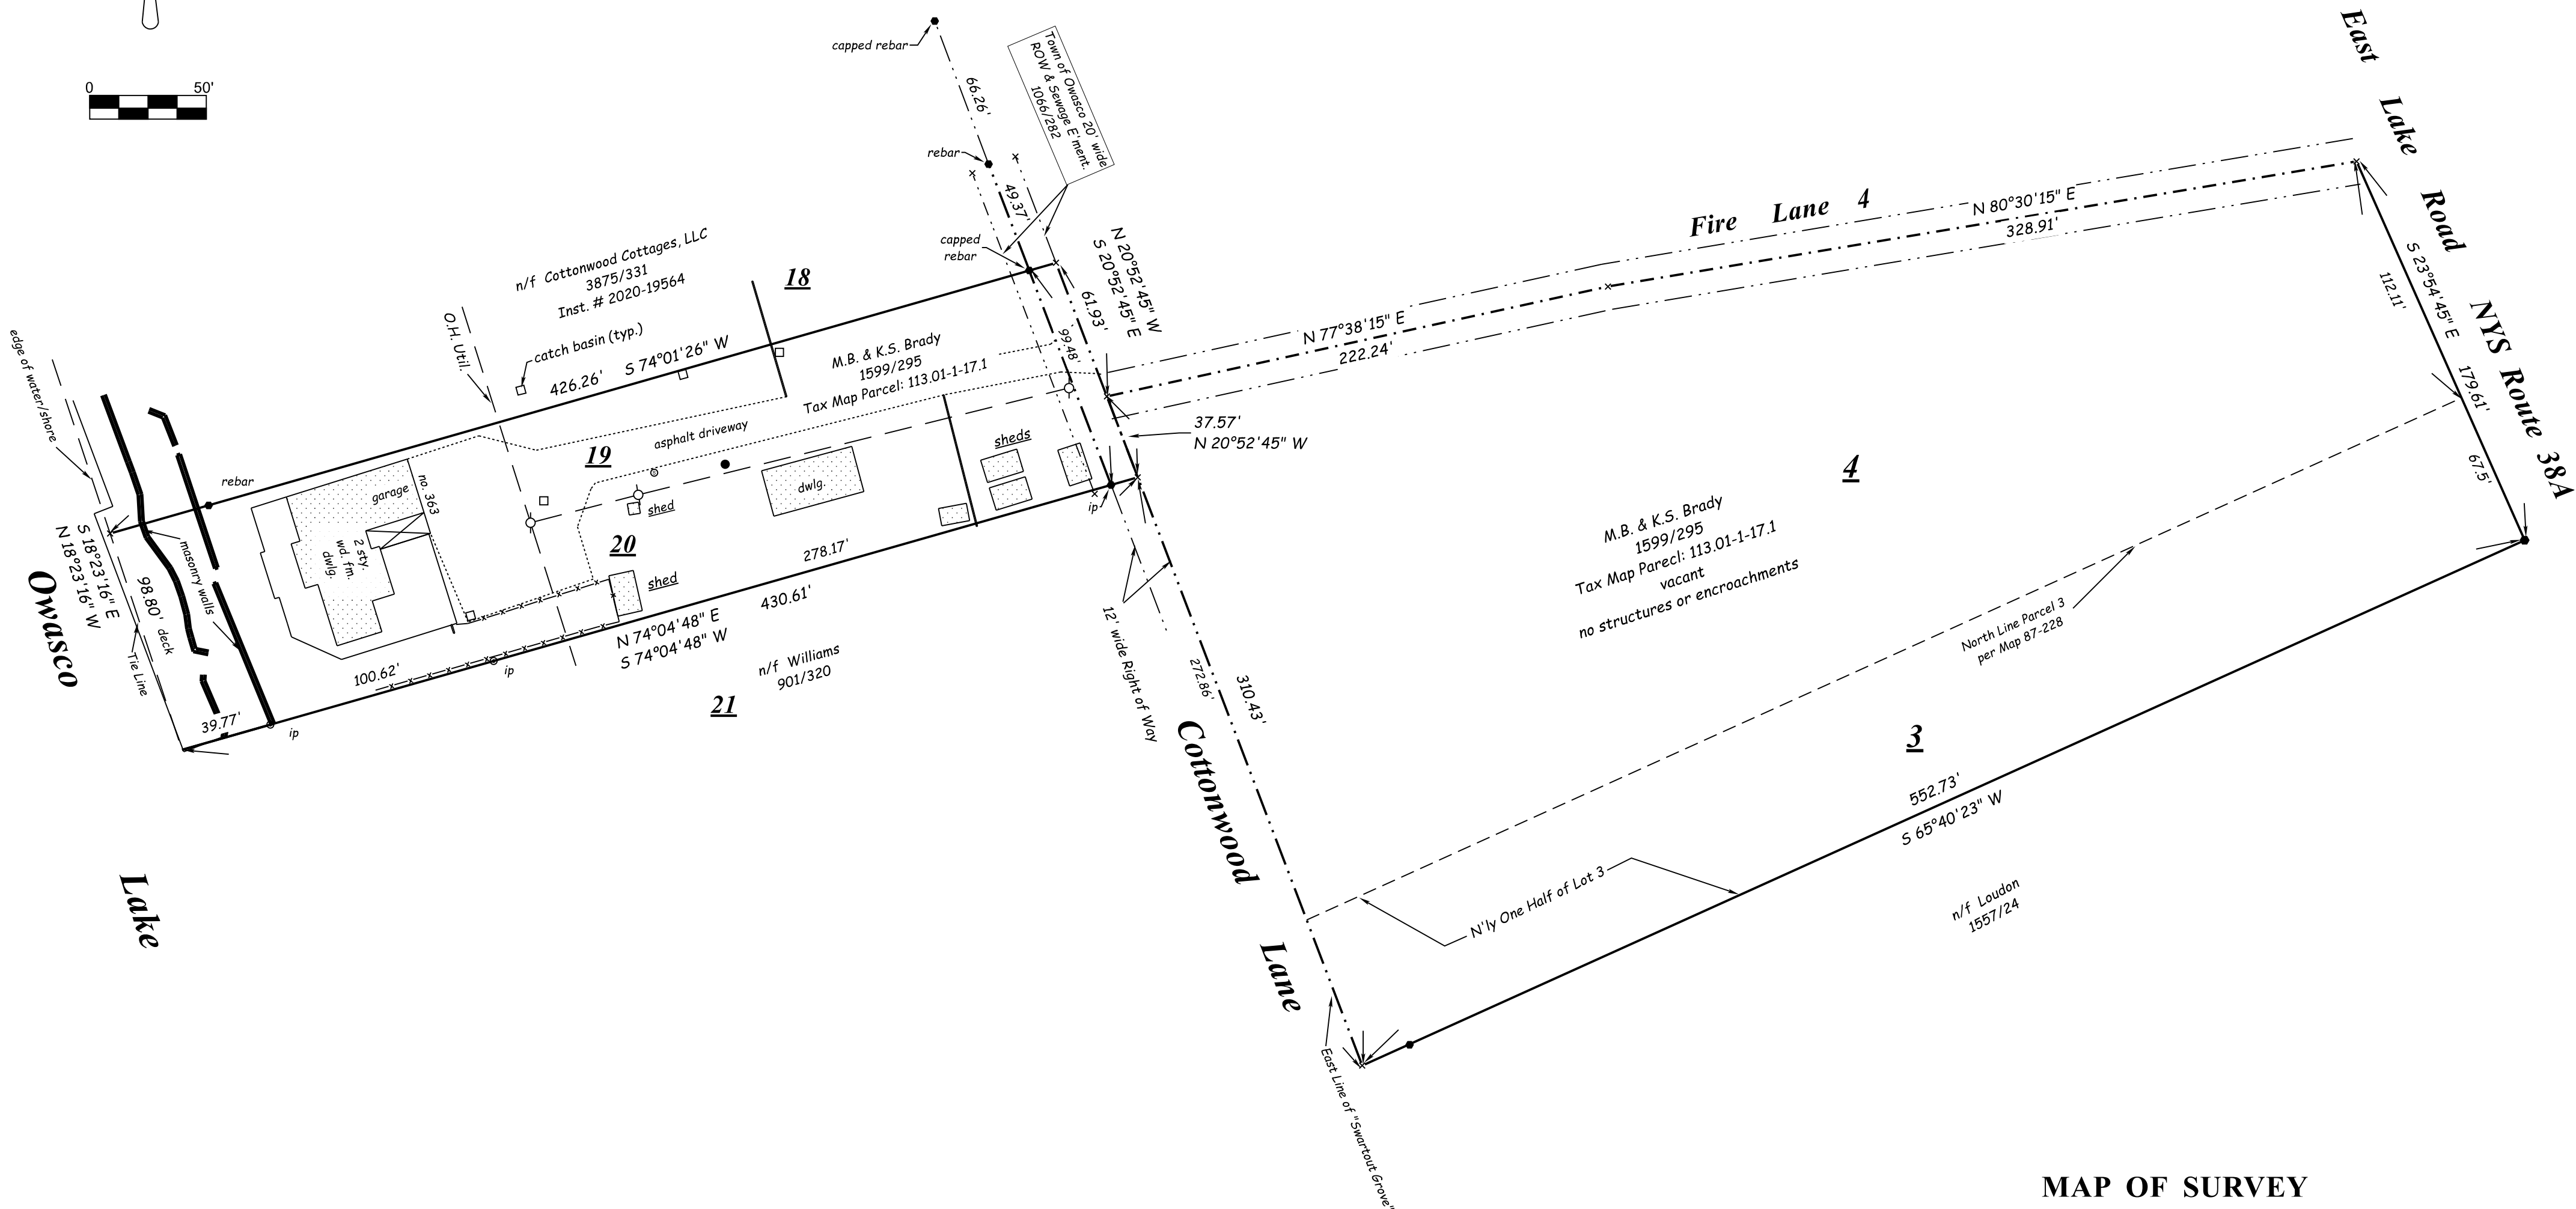 0 50'
capped rebar
66.26'
Town of Owasco 20' wide
ROW & Sewage E'ment.
1066/282
rebar
49.37'
capped
rebar
East Lake Road
NYS Route 38A
Fire Lane 4
N 80°30'15" E
328.91'
N 77°38'15" E
222.24'
S 23°54'45" E
112.11'
179.61'
67.5'
N 20°52'45" W
S 20°52'45" E
61.93'
99.48'
37.57'
N 20°52'45" W
n/f Cottonwood Cottages, LLC
3875/331
Inst. # 2020-19564
18
O.H. Util.
catch basin (typ.)
426.26' S 74°01'26" W
M.B. & K.S. Brady
1599/295
Tax Map Parcel: 113.01-1-17.1
asphalt driveway
19
edge of water/shore
rebar
garage
no. 363
2 sty.
wd. fm.
dwlg.
dwlg.
sheds
shed
20
shed
ip
278.17'
430.61'
N 74°04'48" E
S 74°04'48" W
100.62'
ip
39.77'
ip
S 18°23'16" E
N 18°23'16" W
98.80'
deck
Tie Line
masonry walls
Owasco
Lake
n/f Williams
901/320
21
12' wide Right of Way
272.86'
310.43'
Cottonwood
Lane
East Line of "Swartout Grove"
4
M.B. & K.S. Brady
1599/295
Tax Map Parecl: 113.01-1-17.1
vacant
no structures or encroachments
North Line Parcel 3
per Map 87-228
3
N'ly One Half of Lot 3
552.73'
S 65°40'23" W
n/f Loudon
1557/24
MAP OF SURVEY